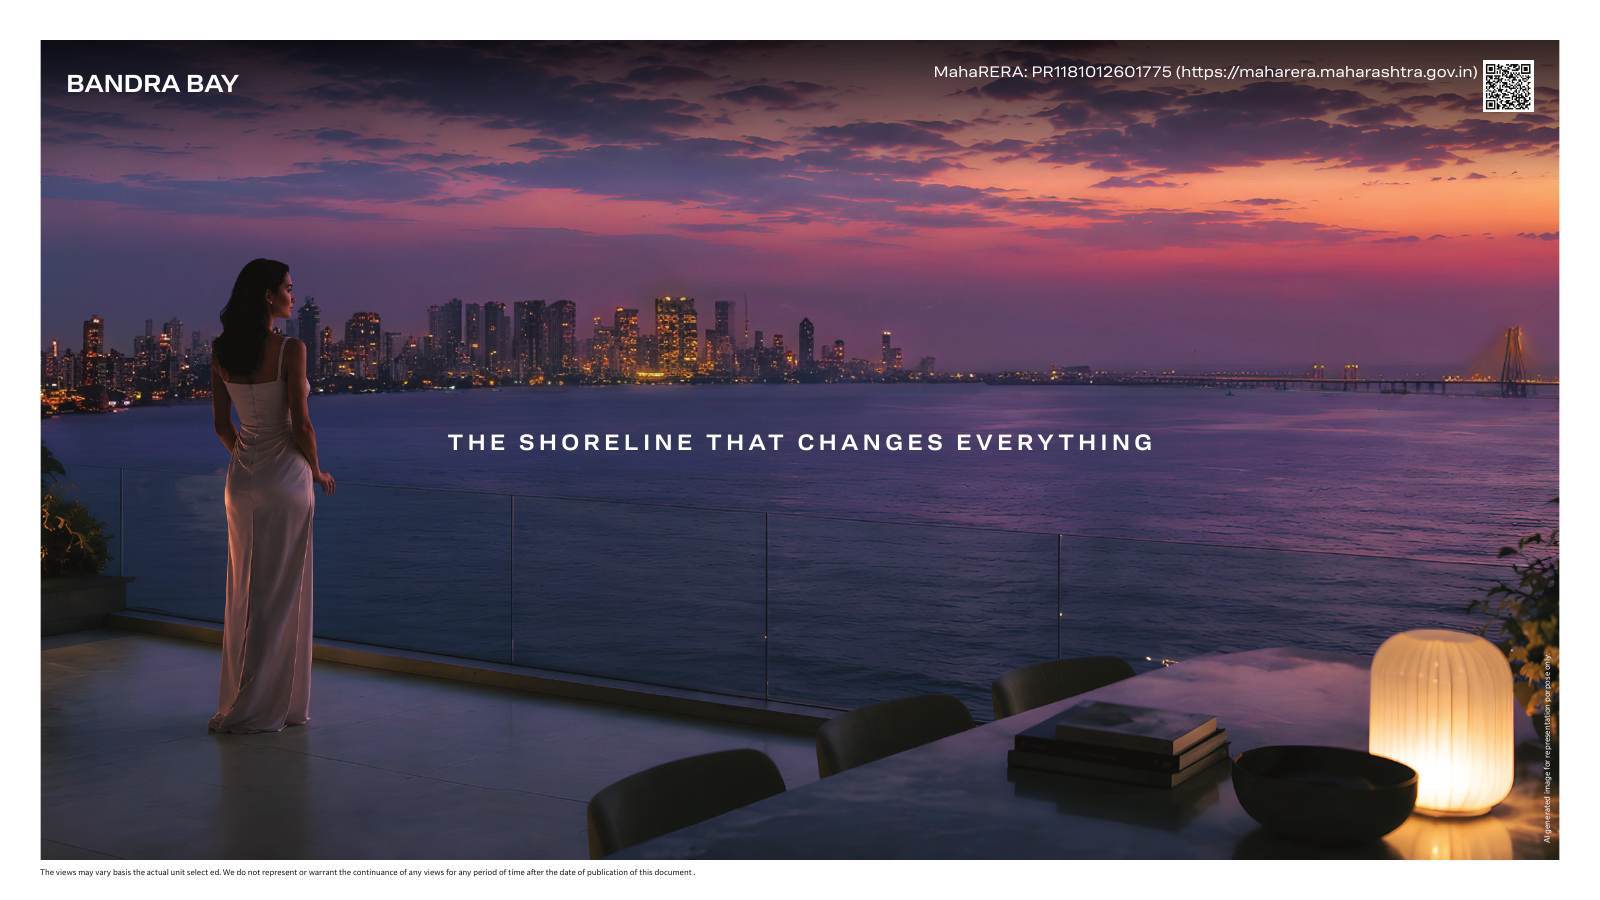 BANDRA BAY
MahaRERA: PR1181012601775 (https://maharera.maharashtra.gov.in)
THE SHORELINE THAT CHANGES EVERYTHING
AI generated image for representation purpose only.
The views may vary basis the actual unit select ed. We do not represent or warrant the continuance of any views for any period of time after the date of publication of this document .